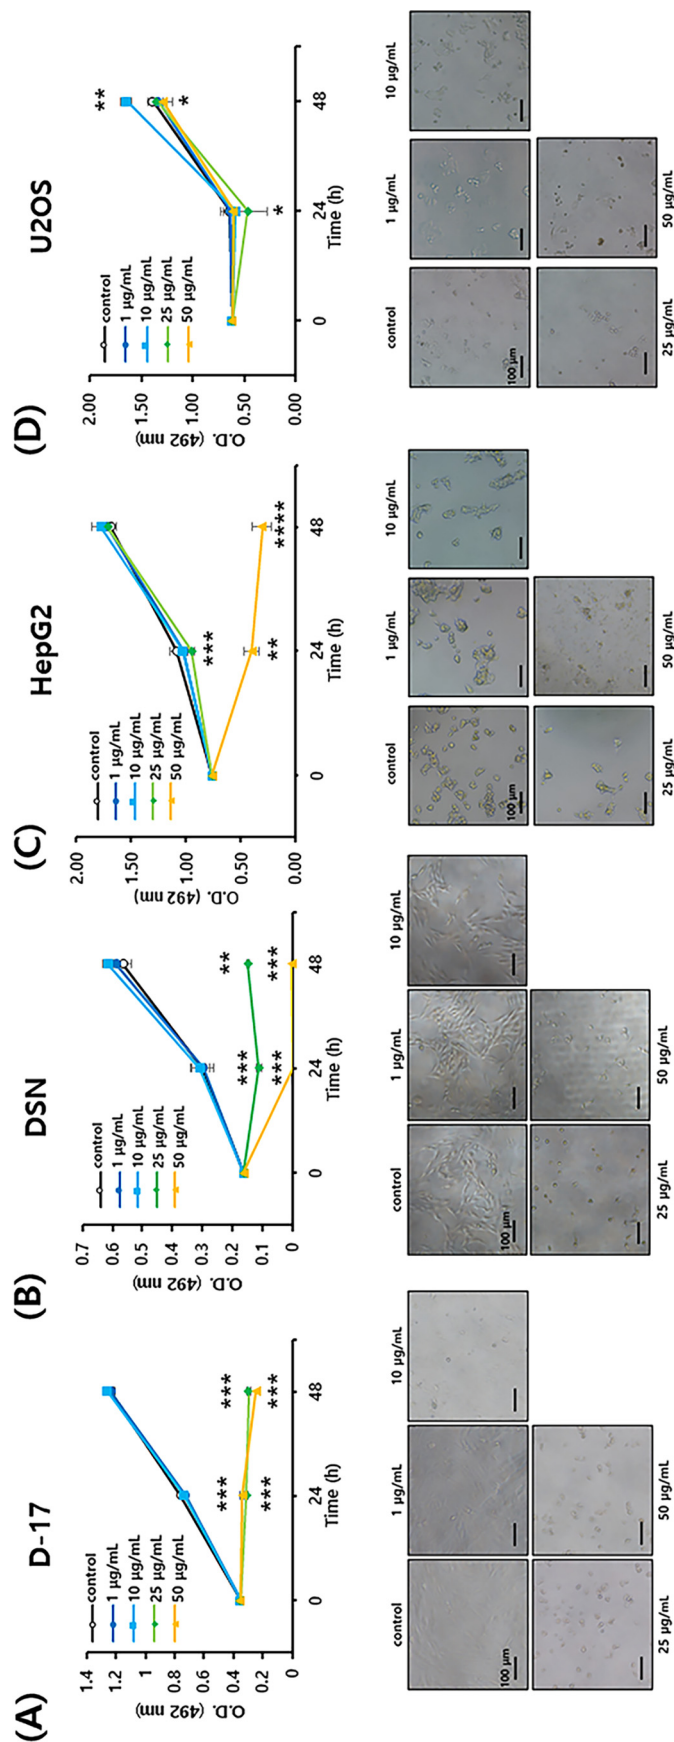 (A)
D-17
control
1 μg/mL
10 μg/mL
25 μg/mL
50 μg/mL
O.D. (492 nm)
1.4
1.2
1
0.8
0.6
0.4
0.2
0
***
***
***
***
0
24
48
Time (h)
control
1 μg/mL
10 μg/mL
100 μm
25 μg/mL
50 μg/mL
(B)
DSN
control
1 μg/mL
10 μg/mL
25 μg/mL
50 μg/mL
O.D. (492 nm)
0.7
0.6
0.4
0.3
0.2
0.1
0
***
***
**
***
0
24
48
Time (h)
control
1 μg/mL
10 μg/mL
100 μm
25 μg/mL
50 μg/mL
(C)
HepG2
control
1 μg/mL
10 μg/mL
25 μg/mL
50 μg/mL
O.D. (492 nm)
2.00
1.50
1.00
0.50
0.00
***
**
****
0
24
48
Time (h)
control
1 μg/mL
10 μg/mL
100 μm
25 μg/mL
50 μg/mL
(D)
U2OS
control
1 μg/mL
10 μg/mL
25 μg/mL
50 μg/mL
O.D. (492 nm)
2.00
1.50
1.00
0.50
0.00
**
*
*
0
24
48
Time (h)
control
1 μg/mL
10 μg/mL
100 μm
25 μg/mL
50 μg/mL